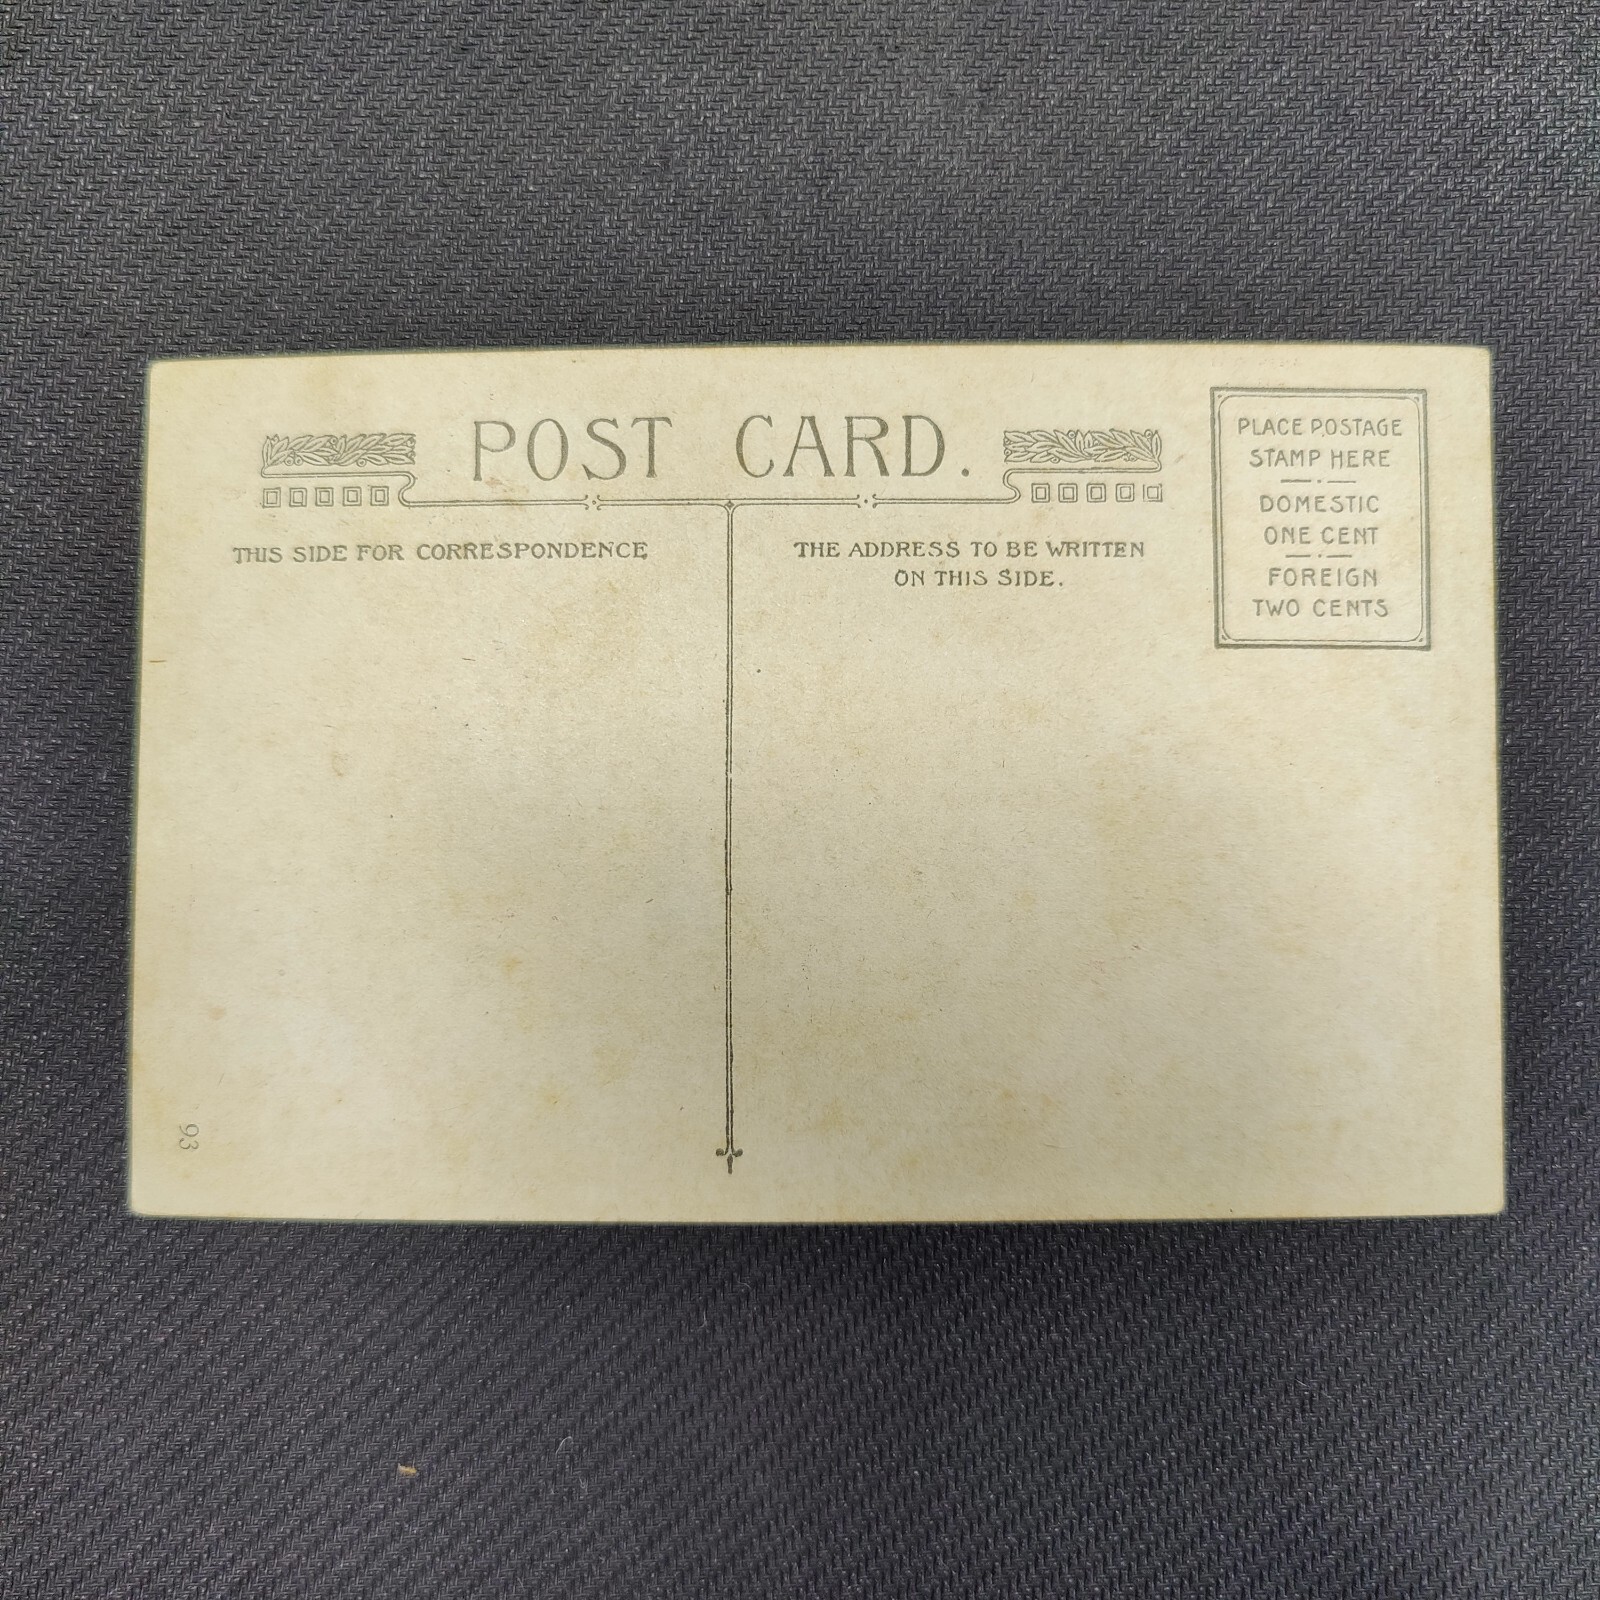 POST CARD.
THIS SIDE FOR CORRESPONDENCE
THE ADDRESS TO BE WRITTEN
ON THIS SIDE.
PLACE POSTAGE
STAMP HERE
DOMESTIC
ONE CENT
FOREIGN
TWO CENTS
93